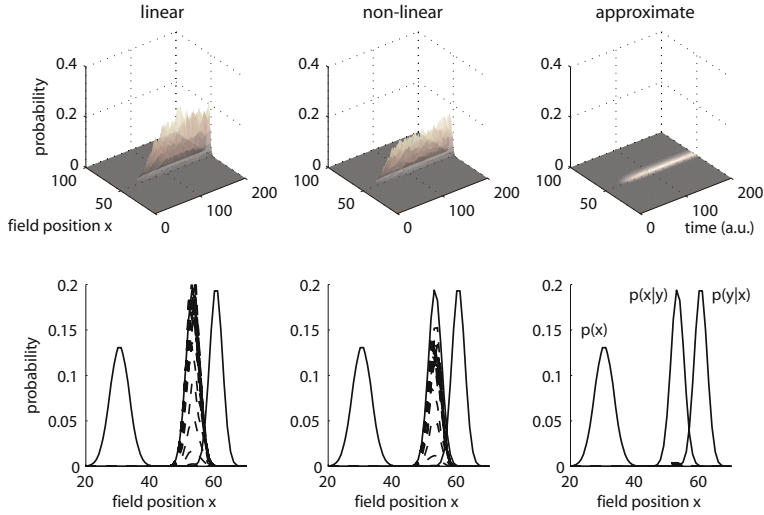 linear non-linear approximate
0.4 0.4 0.4
probability
0.2 0.2 0.2
0 0 0
100 200 100 200 100 200
50 100 50 100 50 100
field position x 0 0 0 time (a.u.)
0.2 0.2 0.2
p(x|y) p(y|x)
0.15 0.15 0.15
p(x)
probability
0.1 0.1 0.1
0.05 0.05 0.05
0 0 0
20 40 60 20 40 60 20 40 60
field position x field position x field position x